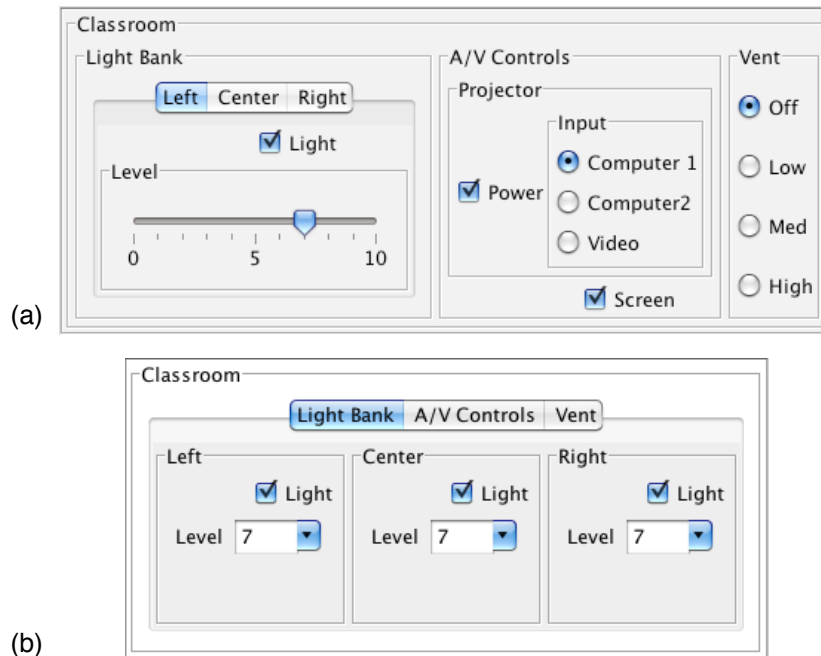 Classroom
Light Bank
Left Center Right
Light
Level
0 5 10
A/V Controls
Projector
Power
Input
Computer 1
Computer2
Video
Screen
Vent
Off
Low
Med
High
(a)
Classroom
Light Bank A/V Controls Vent
Left
Light
Level 7
Center
Light
Level 7
Right
Light
Level 7
(b)